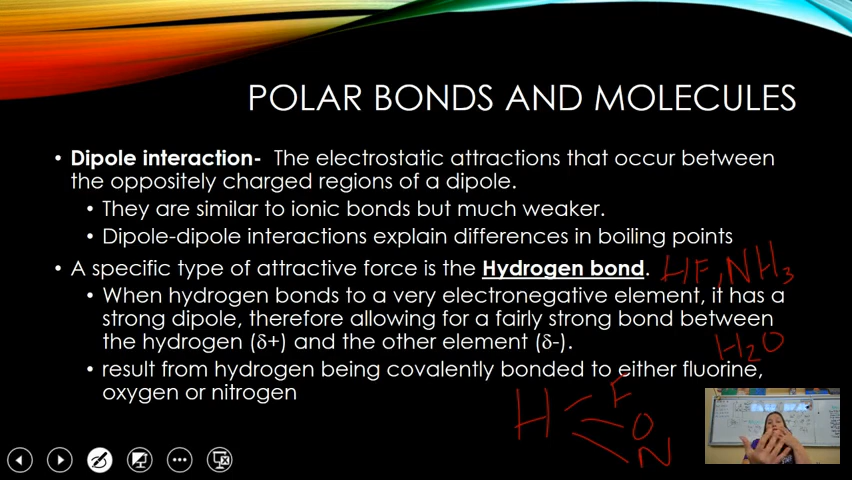 POLAR BONDS AND MOLECULES
• Dipole interaction- The electrostatic attractions that occur between
the oppositely charged regions of a dipole.
• They are similar to ionic bonds but much weaker.
• Dipole-dipole interactions explain differences in boiling points
• A specific type of attractive force is the Hydrogen bond. HF, NH3
• When hydrogen bonds to a very electronegative element, it has a
strong dipole, therefore allowing for a fairly strong bond between
the hydrogen (δ+) and the other element (δ-). H2O
• result from hydrogen being covalently bonded to either fluorine,
oxygen or nitrogen
F
H O
N